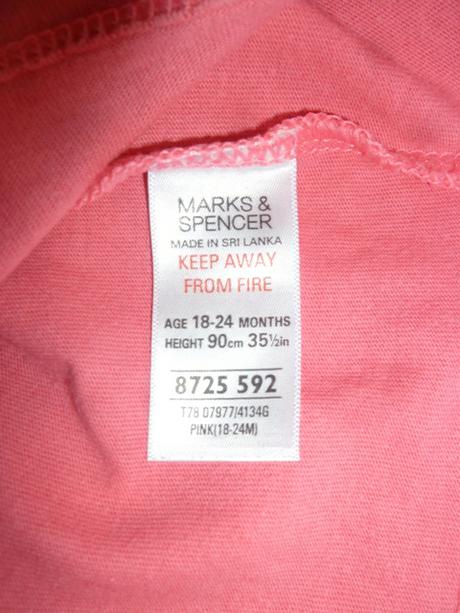 MARKS &
SPENCER
MADE IN SRI LANKA
KEEP AWAY
FROM FIRE
AGE 18-24 MONTHS
HEIGHT 90cm 35½in
8725 592
T78 07977/4134G
PINK(18-24M)